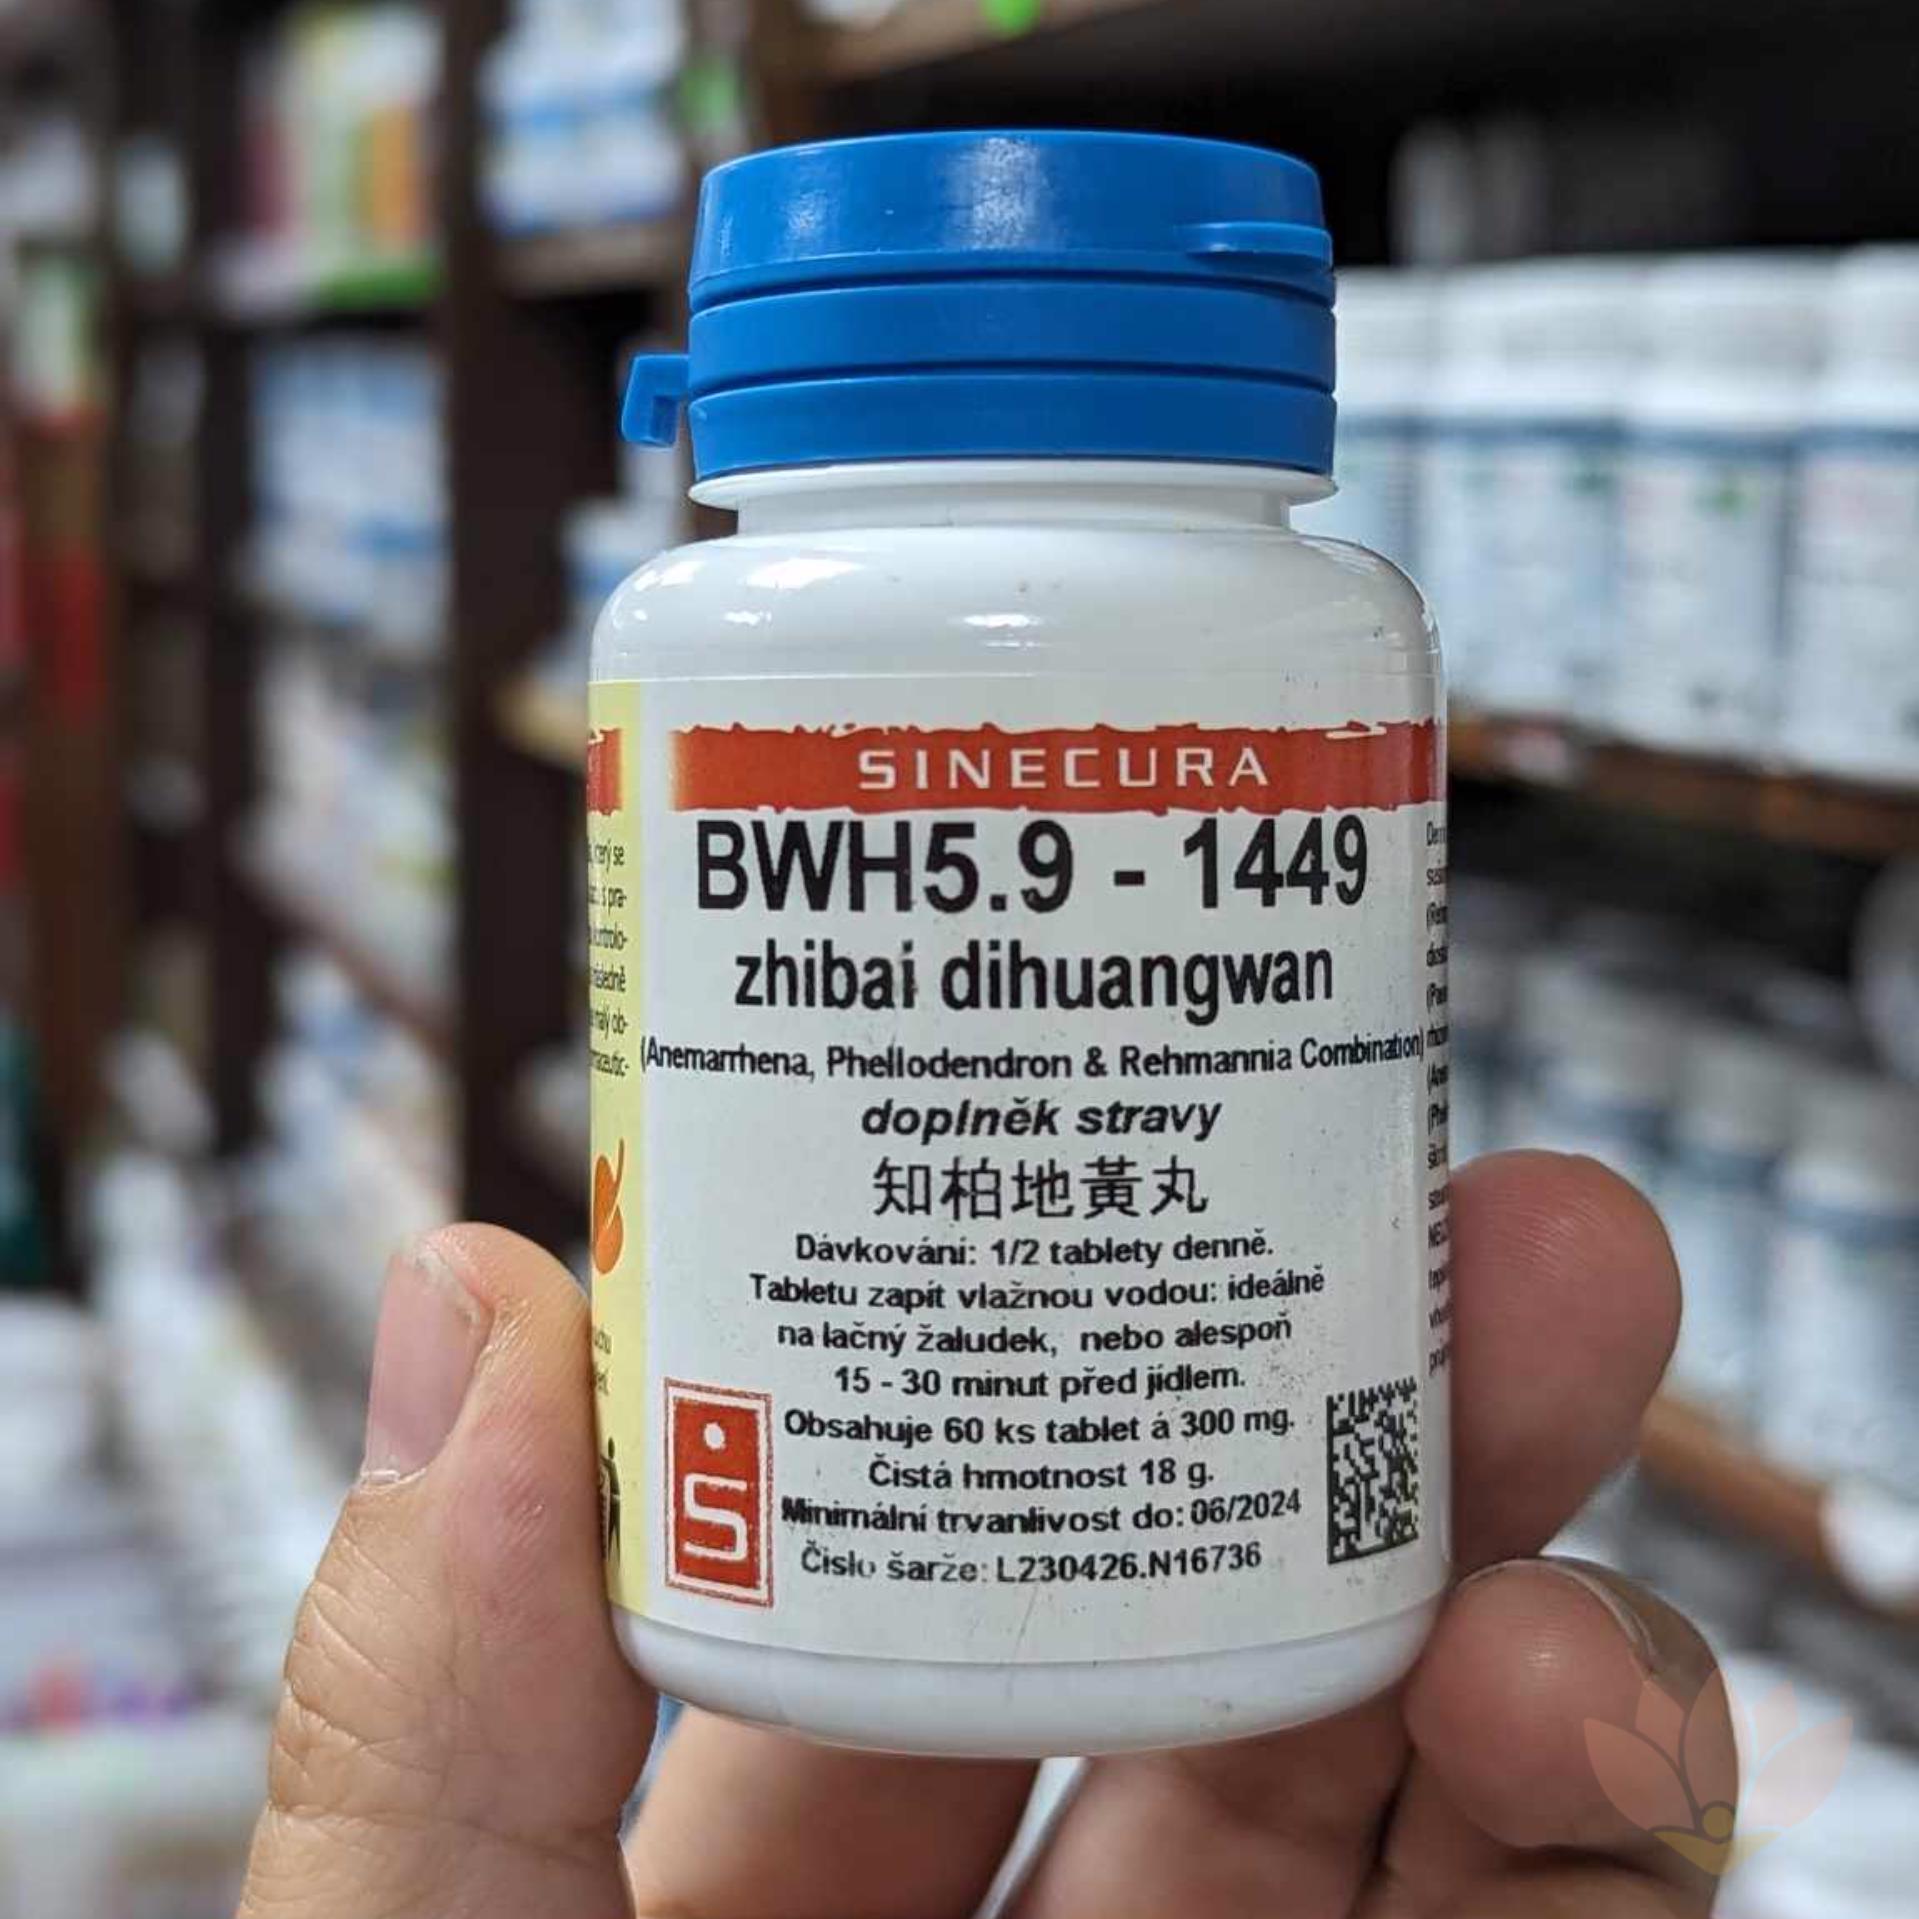 SINECURA
BWH5.9 - 1449
zhibai dihuangwan
(Anemarrhena, Phellodendron & Rehmannia Combination)
doplněk stravy
知柏地黃丸
Dávkování: 1/2 tablety denně.
Tabletu zapít vlažnou vodou: ideálně
na lačný žaludek, nebo alespoň
15 - 30 minut před jídlem.
Obsahuje 60 ks tablet á 300 mg.
Čistá hmotnost 18 g.
Minimální trvanlivost do: 06/2024
Číslo šarže: L230426.N16736